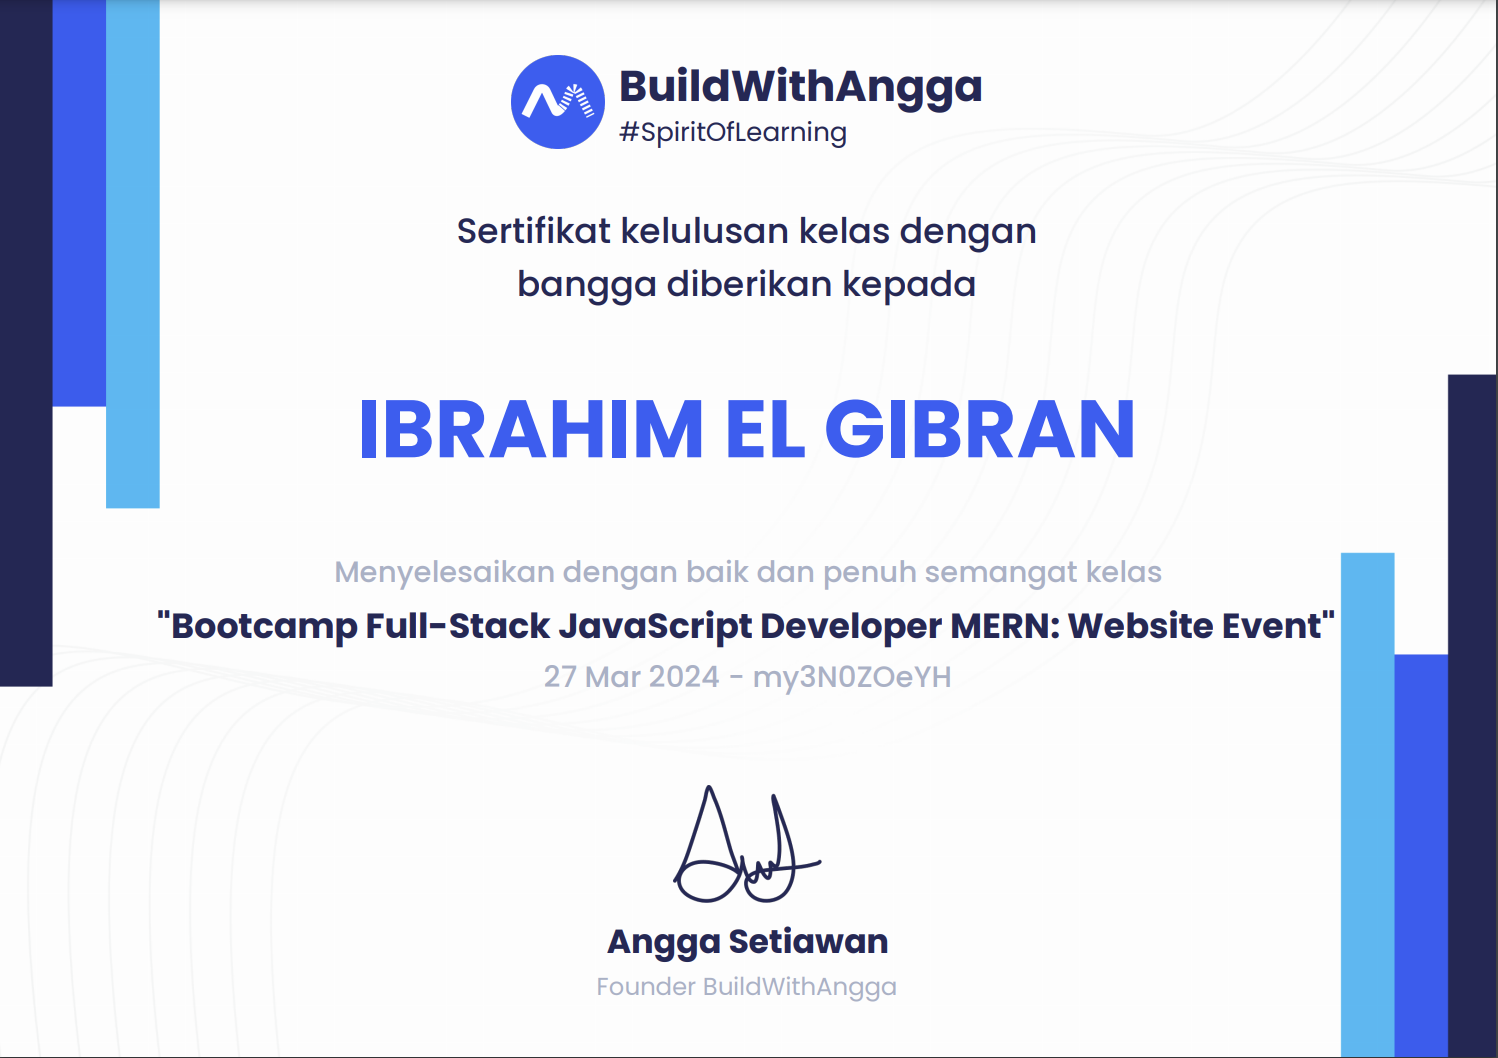 BuildWithAngga
#SpiritOfLearning
Sertifikat kelulusan kelas dengan
bangga diberikan kepada
IBRAHIM EL GIBRAN
Menyelesaikan dengan baik dan penuh semangat kelas
"Bootcamp Full-Stack JavaScript Developer MERN: Website Event"
27 Mar 2024 - my3N0ZOeYH
Angga Setiawan
Founder BuildWithAngga